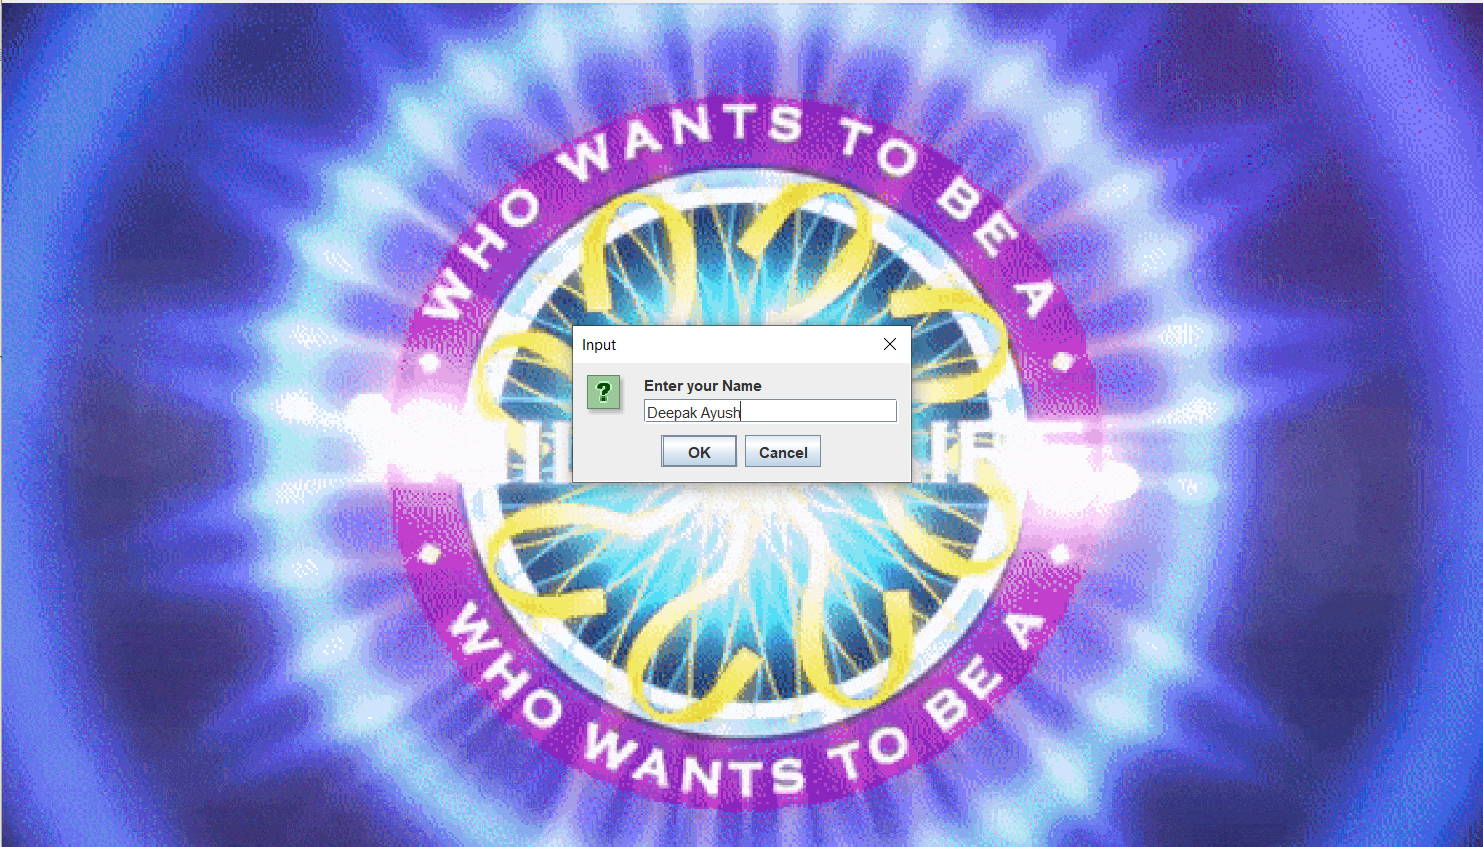 WHO WANTS TO BE A
Input
?
Enter your Name
Deepak Ayush
OK
Cancel
WHO WANTS TO BE A